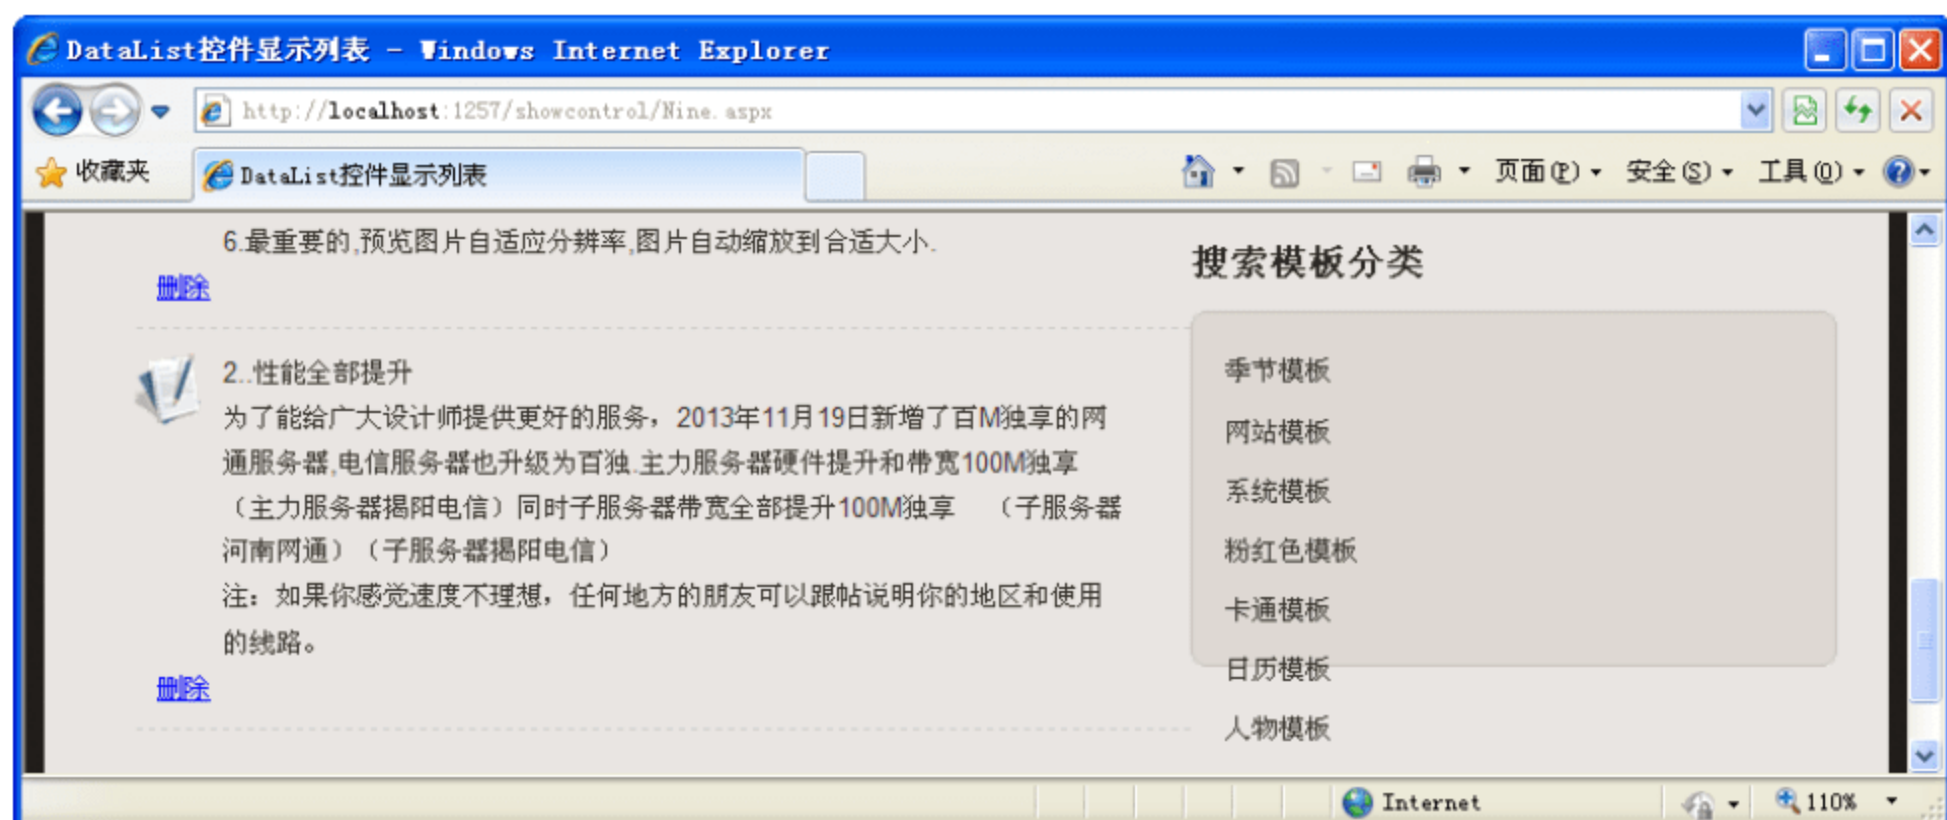 DataList控件显示列表 - Windows Internet Explorer
http://localhost:1257/showcontrol/Nine.aspx
收藏夹
DataList控件显示列表
页面(P)
安全(S)
工具(O)
6.最重要的,预览图片自适应分辨率,图片自动缩放到合适大小.
删除
2..性能全部提升
为了能给广大设计师提供更好的服务，2013年11月19日新增了百M独享的网
通服务器,电信服务器也升级为百独.主力服务器硬件提升和带宽100M独享
（主力服务器揭阳电信）同时子服务器带宽全部提升100M独享　（子服务器
河南网通）（子服务器揭阳电信）
注：如果你感觉速度不理想，任何地方的朋友可以跟帖说明你的地区和使用
的线路。
删除
搜索模板分类
季节模板
网站模板
系统模板
粉红色模板
卡通模板
日历模板
人物模板
Internet
110%